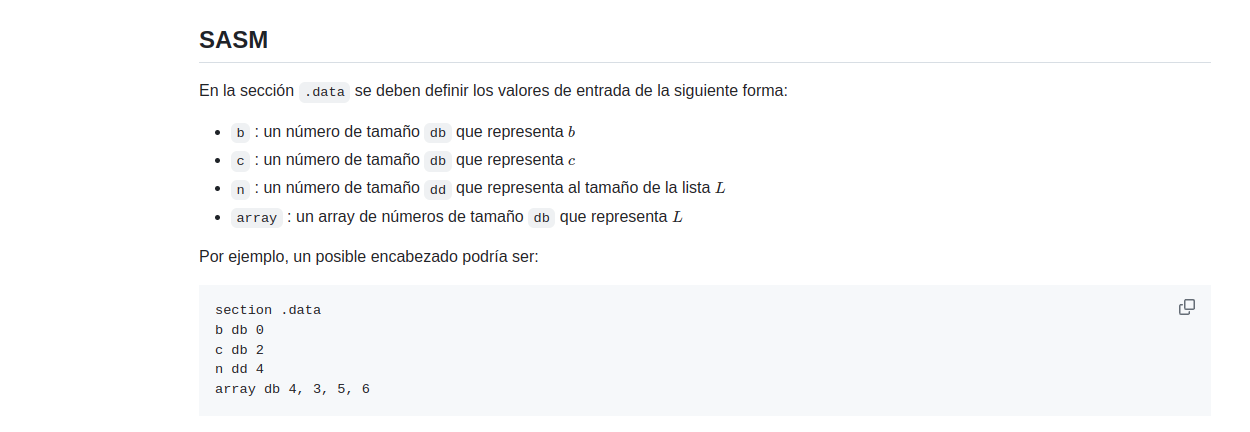 SASM
En la sección .data se deben definir los valores de entrada de la siguiente forma:
• b : un número de tamaño db que representa b
• c : un número de tamaño db que representa c
• n : un número de tamaño dd que representa al tamaño de la lista L
• array : un array de números de tamaño db que representa L
Por ejemplo, un posible encabezado podría ser:
section .data
b db 0
c db 2
n dd 4
array db 4, 3, 5, 6